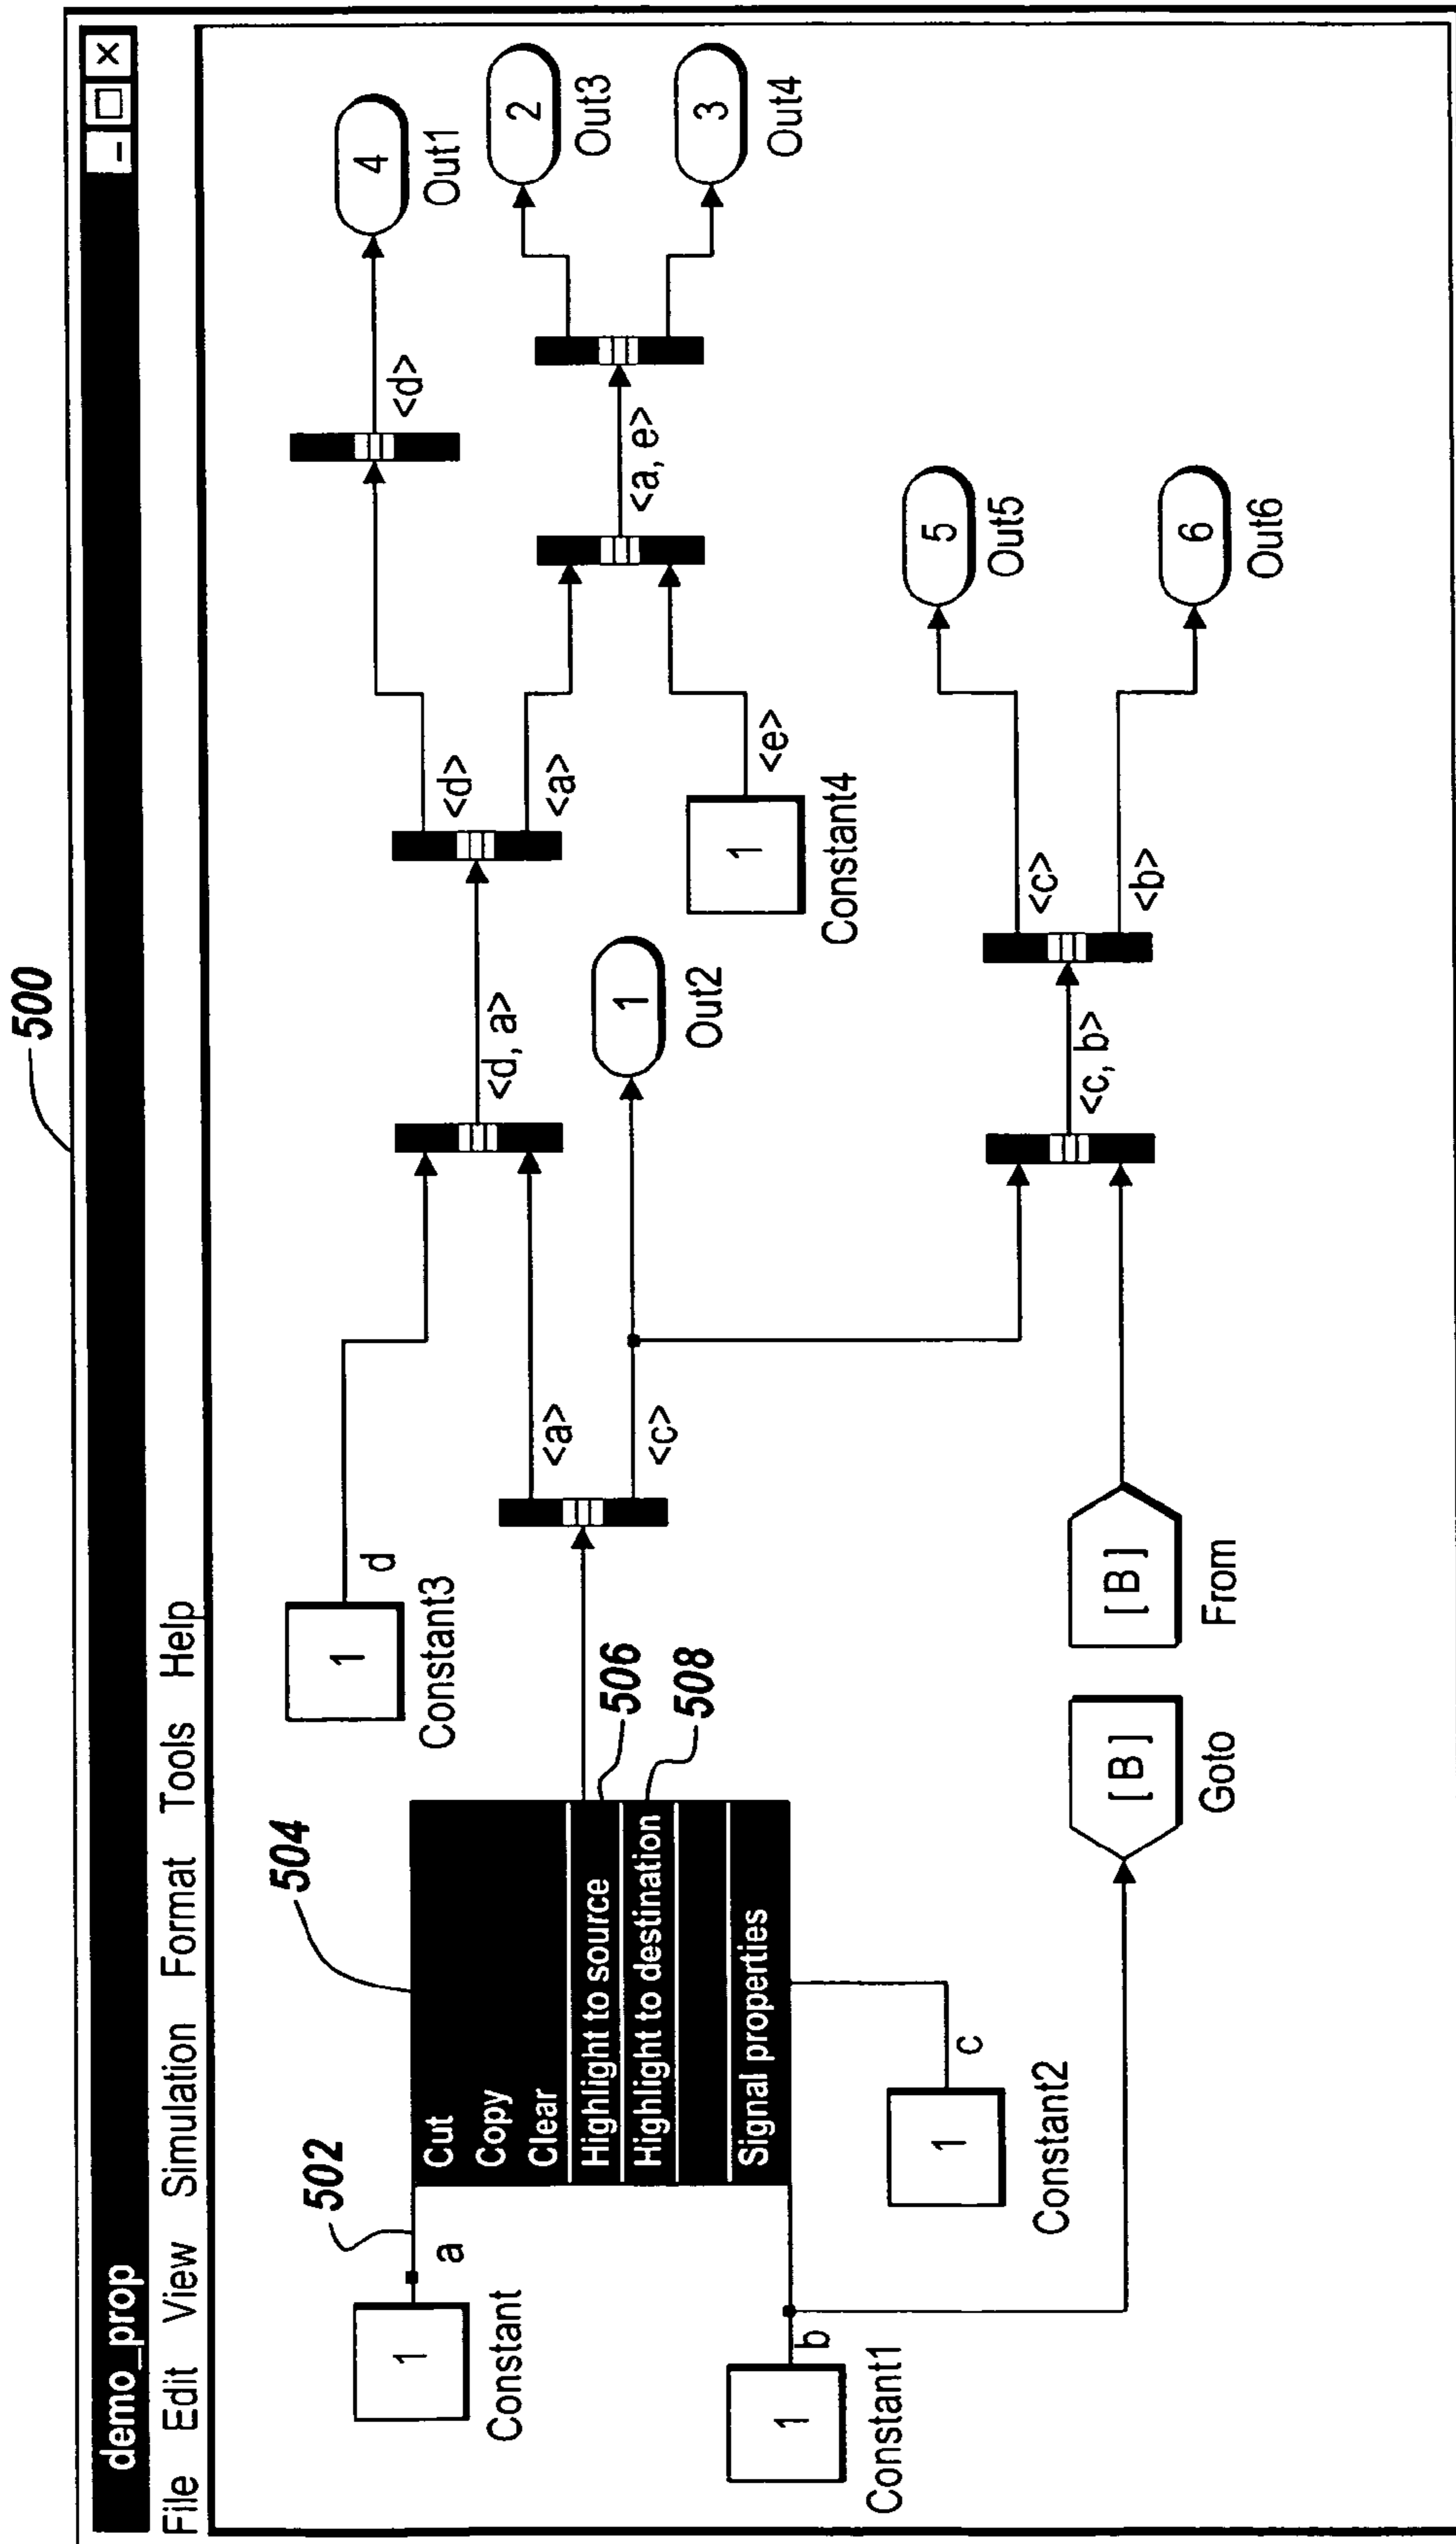 500
demo_prop
File Edit View Simulation Format Tools Help
1
Constant
a
502
504
Cut
Copy
Clear
Highlight to source
Highlight to destination
Signal properties
506
508
1
Constant1
b
1
Constant2
c
1
Constant3
d
[ B ]
Goto
[ B ]
From
<a>
<c>
<d, a>
<d>
<a>
1
Out2
1
Constant4
<e>
<a, e>
<d>
4
Out1
2
Out3
3
Out4
<c, b>
<c>
<b>
5
Out5
6
Out6